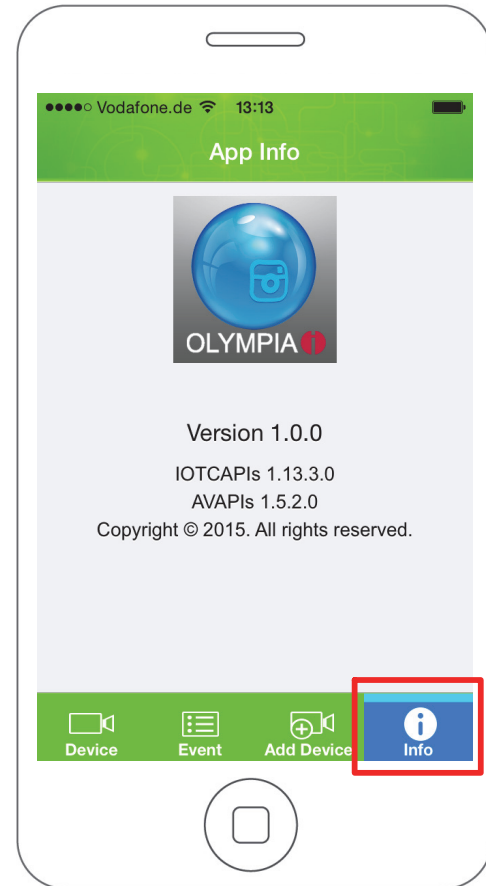 ●●●●○ Vodafone.de 13:13
App Info
OLYMPIA
Version 1.0.0
IOTCAPIs 1.13.3.0
AVAPIs 1.5.2.0
Copyright © 2015. All rights reserved.
Device Event Add Device Info